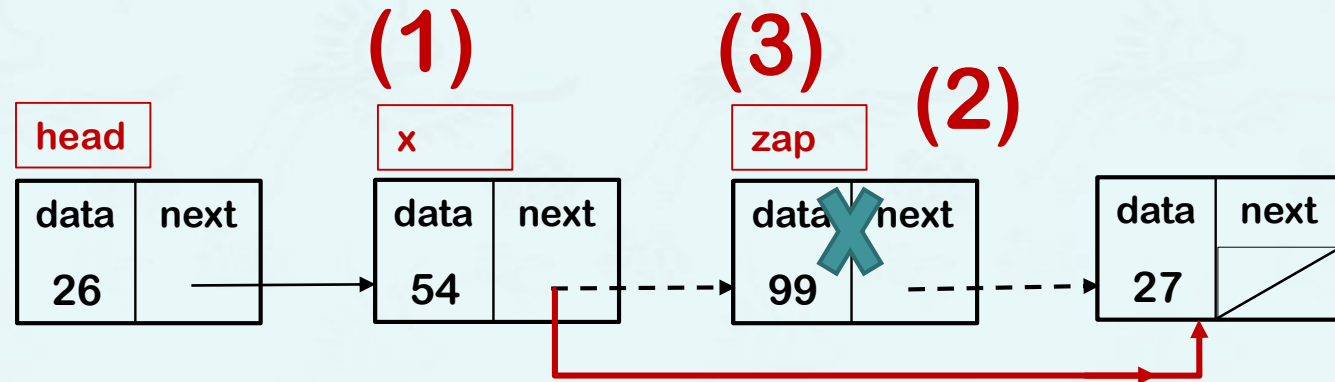 (1)
(3)
(2)
head
x
zap
data next
26
data next
54
data next
99
data next
27